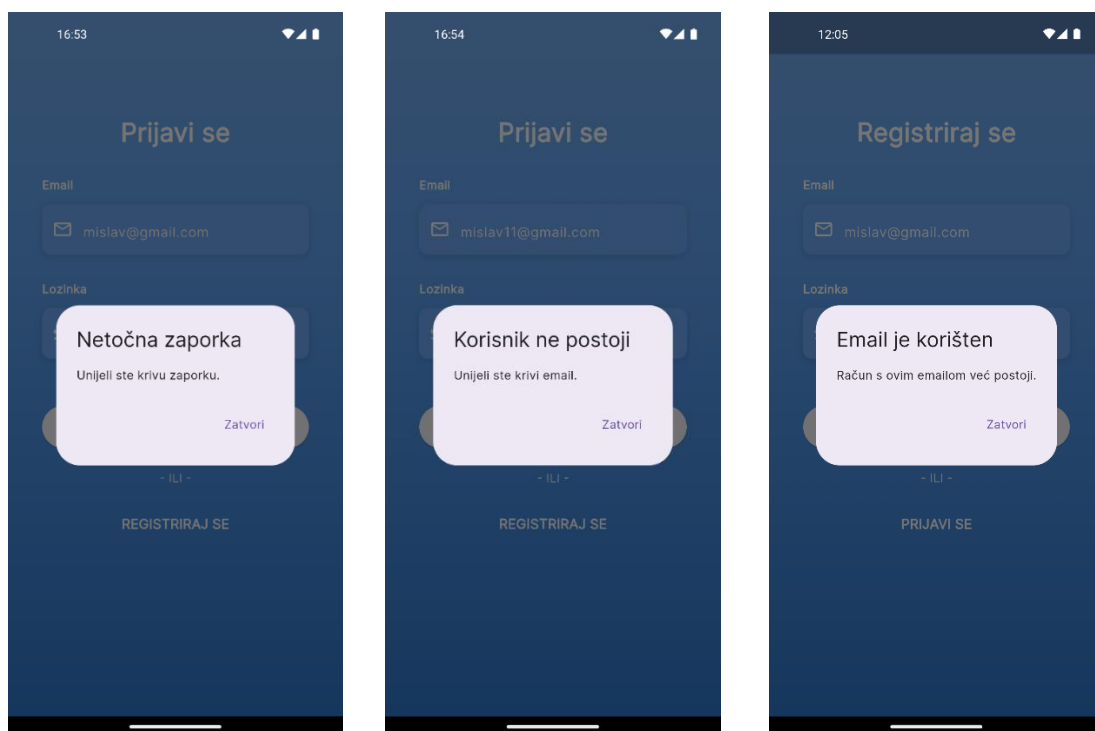 16:53
Prijavi se
Email
mislav@gmail.com
Lozinka
Netočna zaporka
Unijeli ste krivu zaporku.
Zatvori
- ILI -
REGISTRIRAJ SE
16:54
Prijavi se
Email
mislav11@gmail.com
Lozinka
Korisnik ne postoji
Unijeli ste krivi email.
Zatvori
- ILI -
REGISTRIRAJ SE
12:05
Registriraj se
Email
mislav@gmail.com
Lozinka
Email je korišten
Račun s ovim emailom već postoji.
Zatvori
- ILI -
PRIJAVI SE